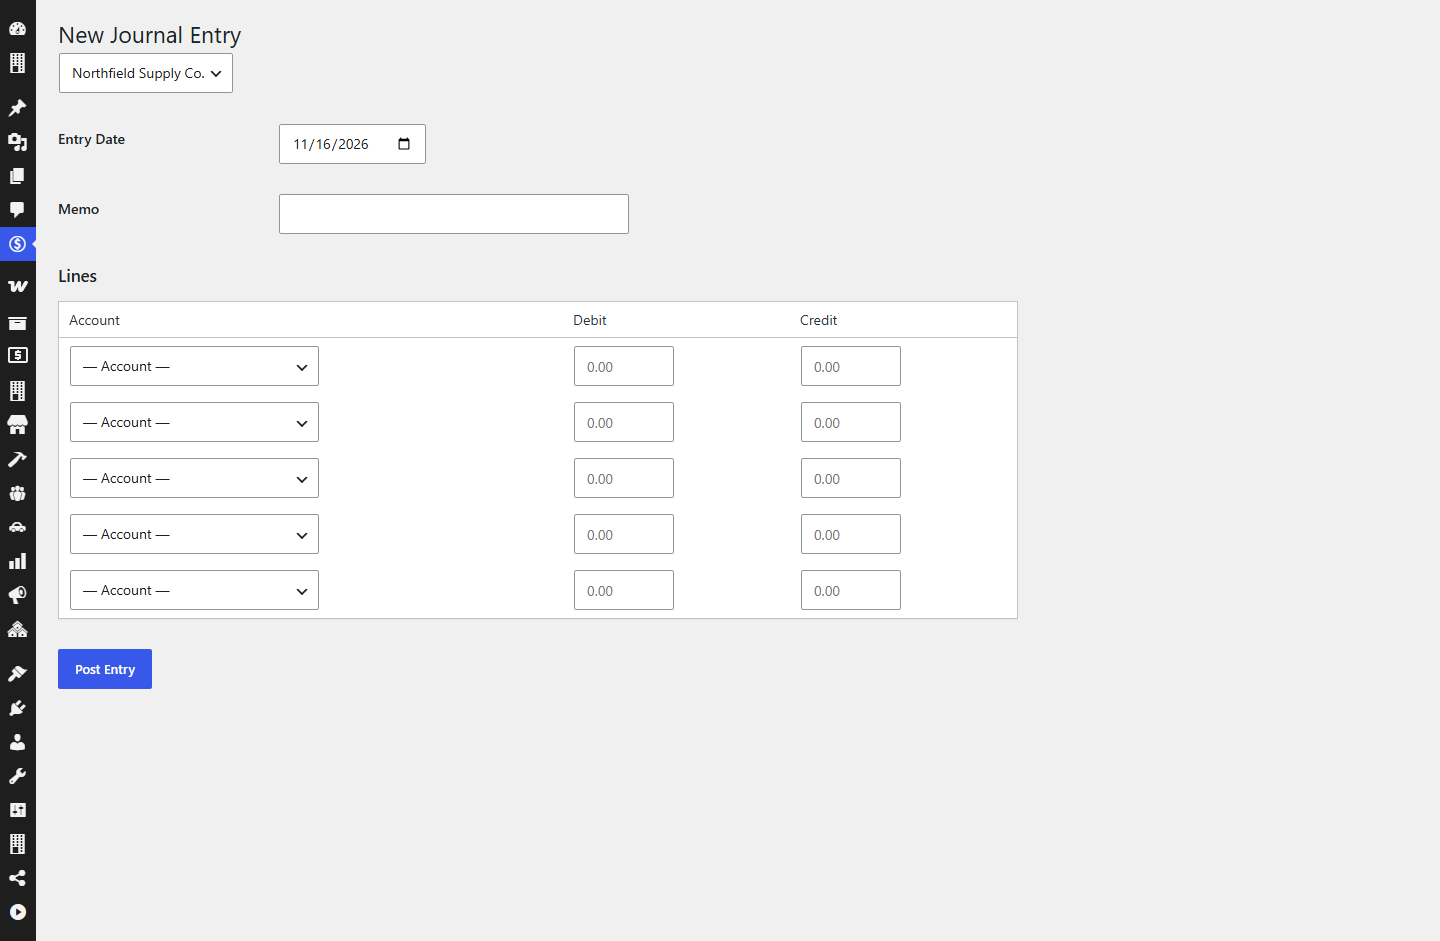 New Journal Entry
Northfield Supply Co.
Entry Date
11/16/2026
Memo
Lines
Account Debit Credit
— Account — 0.00 0.00
— Account — 0.00 0.00
— Account — 0.00 0.00
— Account — 0.00 0.00
— Account — 0.00 0.00
Post Entry